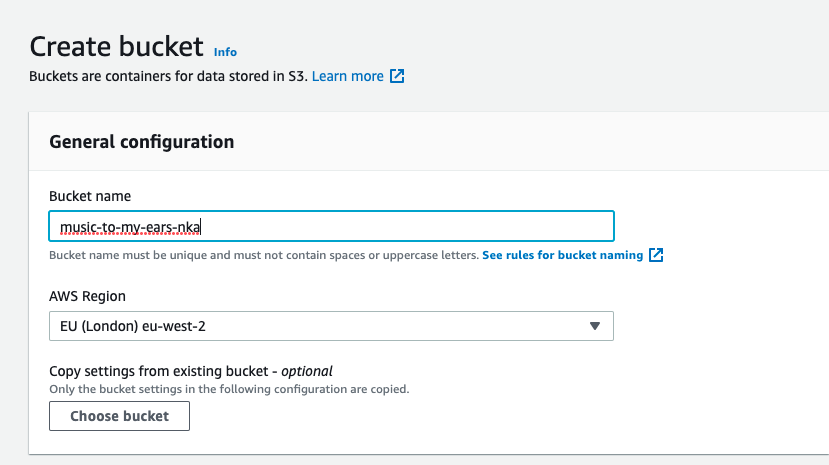 Create bucket Info
Buckets are containers for data stored in S3. Learn more
General configuration
Bucket name
music-to-my-ears-nka
Bucket name must be unique and must not contain spaces or uppercase letters. See rules for bucket naming
AWS Region
EU (London) eu-west-2
Copy settings from existing bucket - optional
Only the bucket settings in the following configuration are copied.
Choose bucket